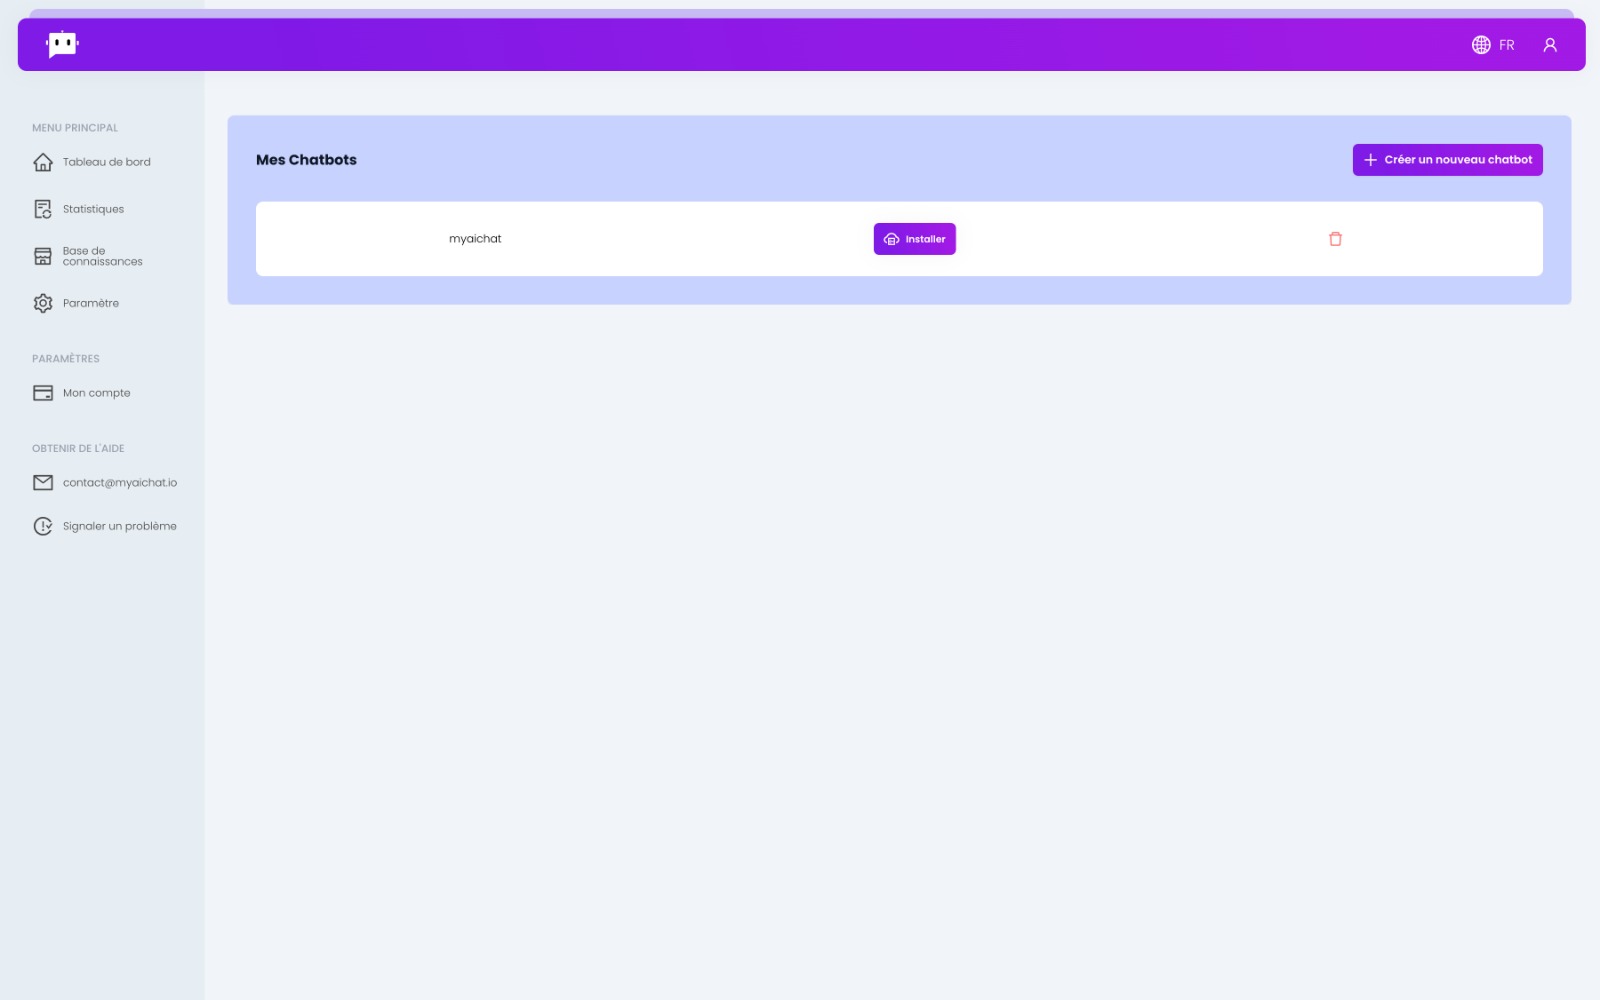 FR
MENU PRINCIPAL
Tableau de bord
Statistiques
Base de
connaissances
Paramètre
PARAMÈTRES
Mon compte
OBTENIR DE L'AIDE
contact@myaichat.io
Signaler un problème
Mes Chatbots
Créer un nouveau chatbot
myaichat
Installer